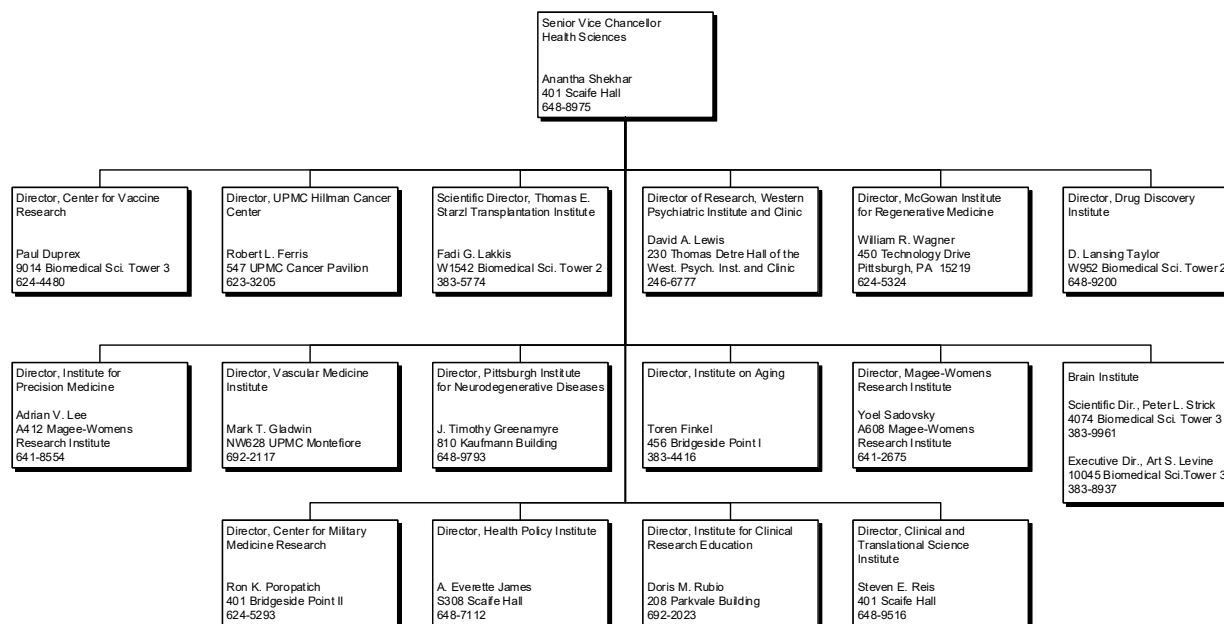 Senior Vice Chancellor
Health Sciences
Anantha Shekhar
401 Scaife Hall
648-8975
Director, Center for Vaccine
Research
Paul Duprex
9014 Biomedical Sci. Tower 3
624-4480
Director, UPMC Hillman Cancer
Center
Robert L. Ferris
547 UPMC Cancer Pavilion
623-3205
Scientific Director, Thomas E.
Starzl Transplantation Institute
Fadi G. Lakkis
W1542 Biomedical Sci. Tower 2
383-5774
Director of Research, Western
Psychiatric Institute and Clinic
David A. Lewis
230 Thomas Detre Hall of the
West. Psych. Inst. and Clinic
246-6777
Director, McGowan Institute
for Regenerative Medicine
William R. Wagner
450 Technology Drive
Pittsburgh, PA 15219
624-5324
Director, Drug Discovery
Institute
D. Lansing Taylor
W952 Biomedical Sci. Tower 2
648-9200
Director, Institute for
Precision Medicine
Adrian V. Lee
A412 Magee-Womens
Research Institute
641-8554
Director, Vascular Medicine
Institute
Mark T. Gladwin
NW628 UPMC Montefiore
692-2117
Director, Pittsburgh Institute
for Neurodegenerative Diseases
J. Timothy Greenamyre
810 Kaufmann Building
648-9793
Director, Institute on Aging
Toren Finkel
456 Bridgeside Point I
383-4416
Director, Magee-Womens
Research Institute
Yoel Sadovsky
A608 Magee-Womens
Research Institute
641-2675
Brain Institute
Scientific Dir., Peter L. Strick
4074 Biomedical Sci. Tower 3
383-9961
Executive Dir., Art S. Levine
10045 Biomedical Sci.Tower 3
383-8937
Director, Center for Military
Medicine Research
Ron K. Poropatich
401 Bridgeside Point II
624-5293
Director, Health Policy Institute
A. Everette James
S308 Scaife Hall
648-7112
Director, Institute for Clinical
Research Education
Doris M. Rubio
208 Parkvale Building
692-2023
Director, Clinical and
Translational Science
Institute
Steven E. Reis
401 Scaife Hall
648-9516